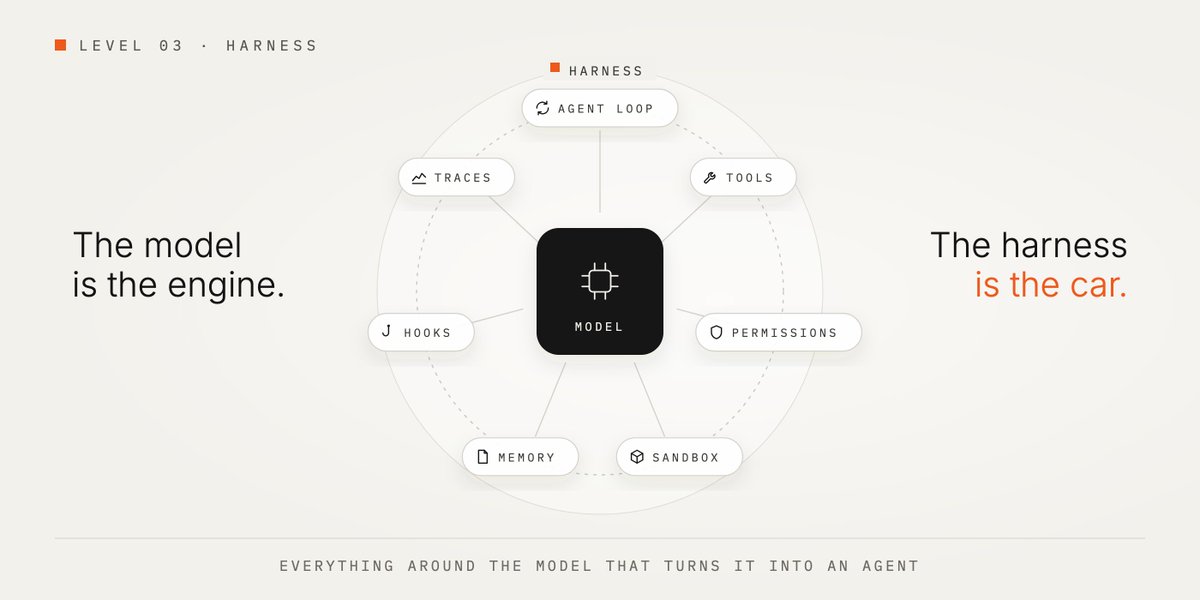 LEVEL 03 · HARNESS
HARNESS
AGENT LOOP
TRACES
TOOLS
The model
is the engine.
The harness
is the car.
MODEL
HOOKS
PERMISSIONS
MEMORY
SANDBOX
EVERYTHING AROUND THE MODEL THAT TURNS IT INTO AN AGENT